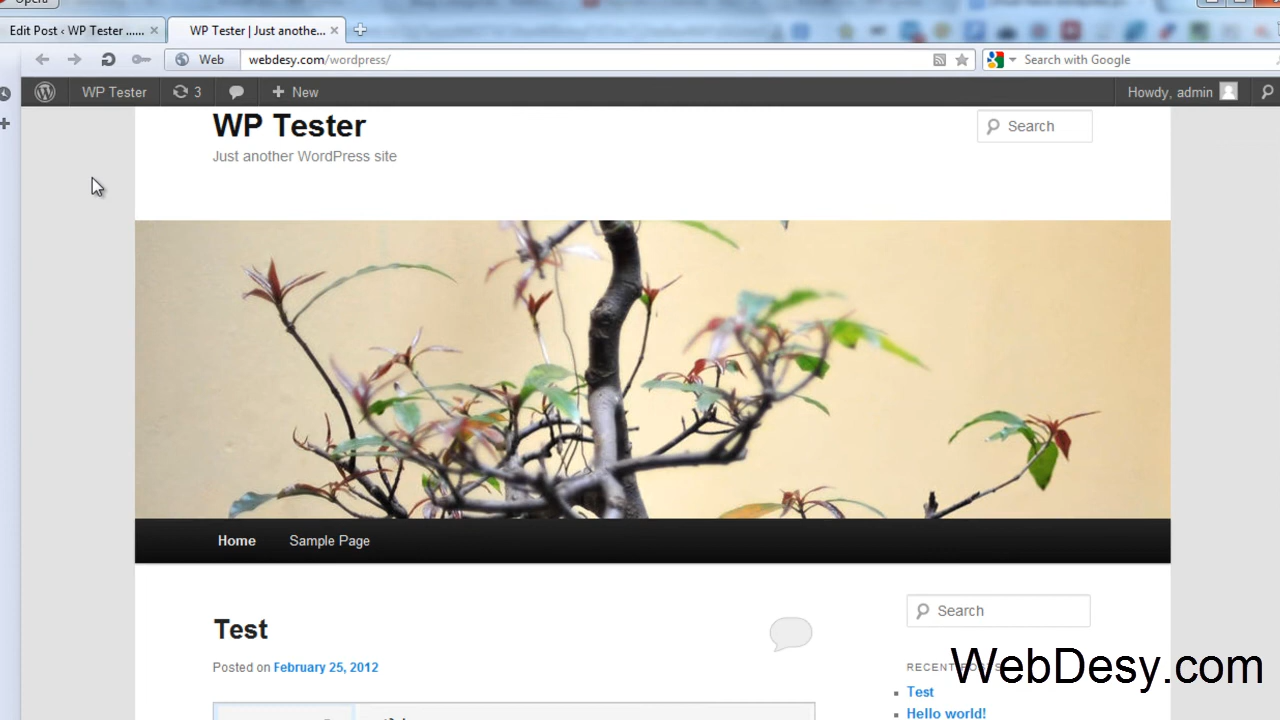 Opera
Edit Post ‹ WP Tester ...... ×
WP Tester | Just anothe... ×
Web
webdesy.com/wordpress/
Search with Google
WP Tester
3
New
Howdy, admin
WP Tester
Just another WordPress site
Search
Home
Sample Page
Test
Posted on February 25, 2012
Search
RECENT POSTS
WebDesy.com
Test
Hello world!